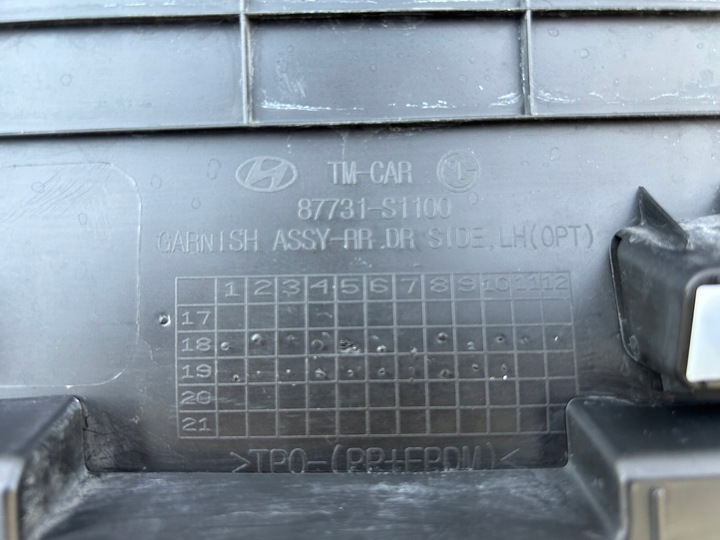 TM-CAR 1
87731-S1100
GARNISH ASSY-RR.DR SIDE,LH(OPT)
1 2 3 4 5 6 7 8 9 10 11 12
17
18
19
20
21
>TPO-(PP+EPDM)<